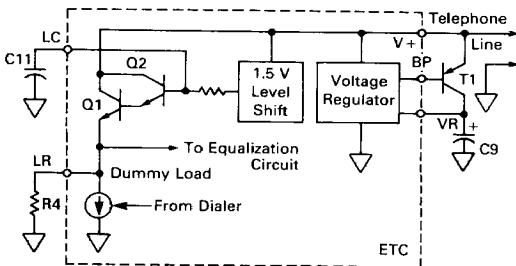 Telephone
LC
V+
Line
C11
Q2
BP
1.5 V
Level
Shift
Voltage
Regulator
T1
Q1
VR +
To Equalization
Circuit
C9
LR
Dummy Load
R4
From Dialer
ETC